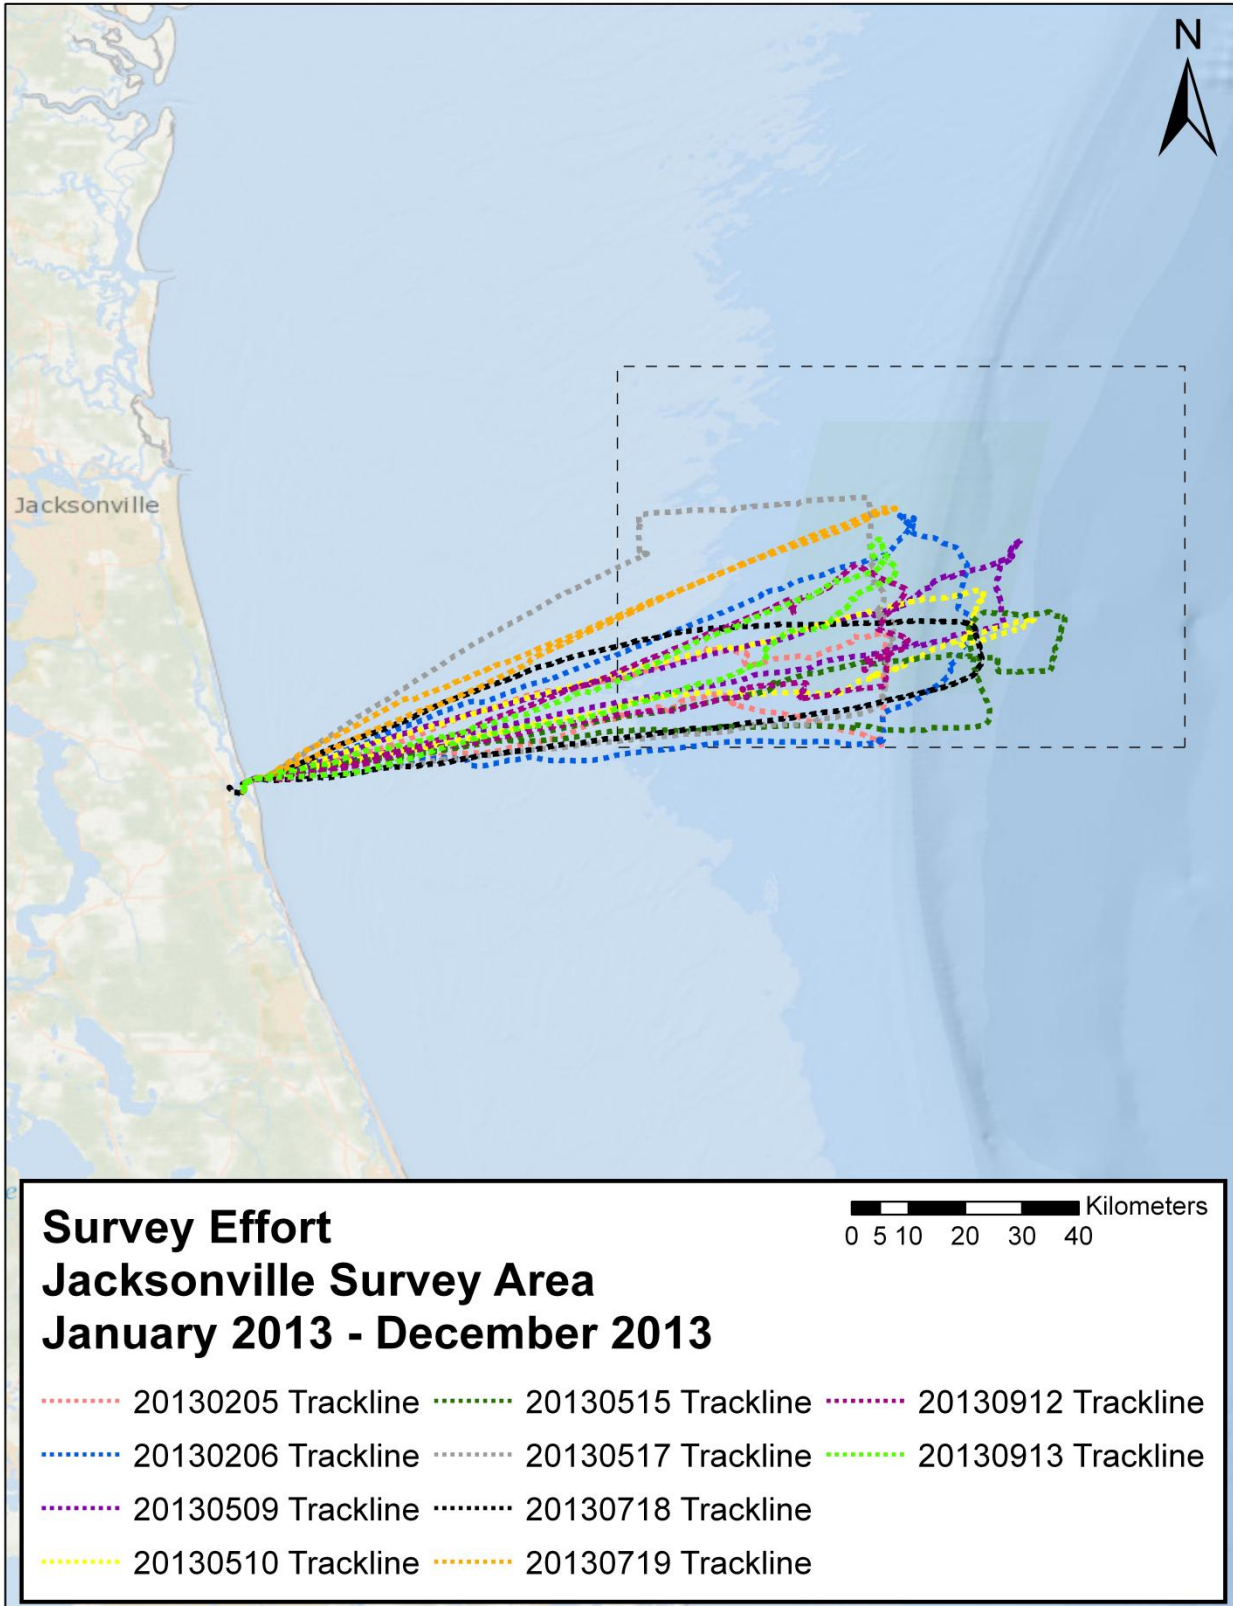 N
Jacksonville
e
Survey Effort
Jacksonville Survey Area
January 2013 - December 2013
Kilometers
0 5 10 20 30 40
20130205 Trackline
20130515 Trackline
20130912 Trackline
20130206 Trackline
20130517 Trackline
20130913 Trackline
20130509 Trackline
20130718 Trackline
20130510 Trackline
20130719 Trackline